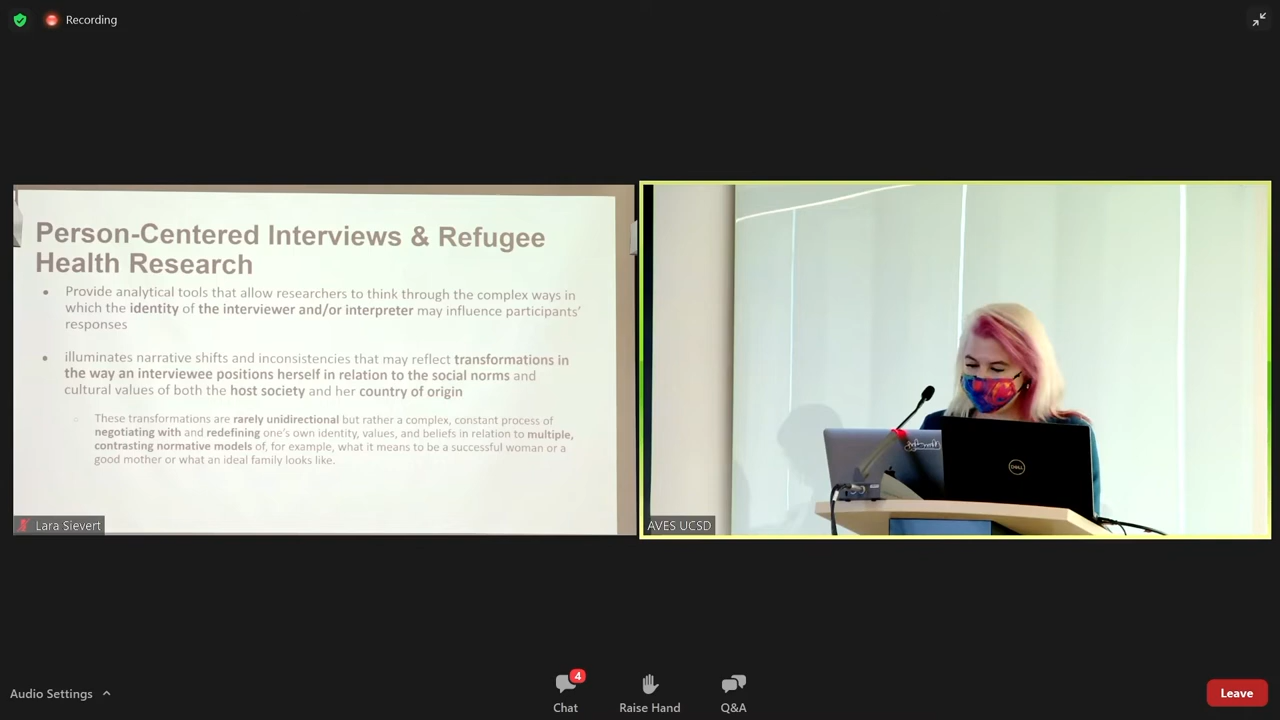 Recording
Person-Centered Interviews & Refugee
Health Research
• Provide analytical tools that allow researchers to think through the complex ways in
which the identity of the interviewer and/or interpreter may influence participants'
responses
• illuminates narrative shifts and inconsistencies that may reflect transformations in
the way an interviewee positions herself in relation to the social norms and
cultural values of both the host society and her country of origin
○ These transformations are rarely unidirectional but rather a complex, constant process of
negotiating with and redefining one's own identity, values, and beliefs in relation to multiple,
contrasting normative models of, for example, what it means to be a successful woman or a
good mother or what an ideal family looks like.
Lara Sievert
DELL
AVES UCSD
Audio Settings
4
Chat
Raise Hand
Q&A
Leave